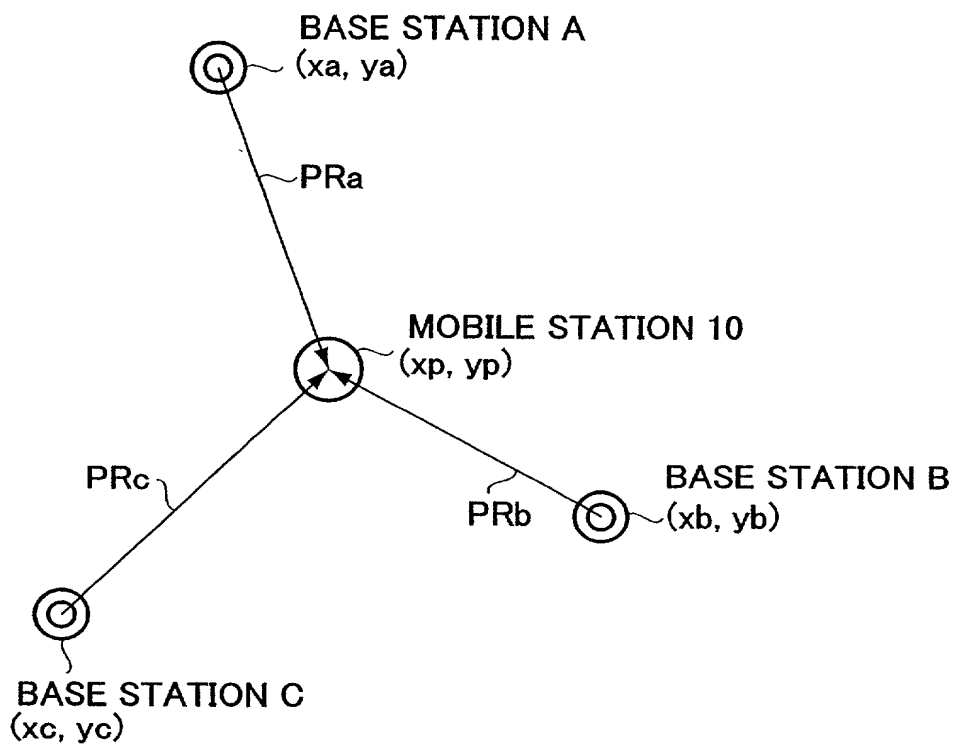 BASE STATION A
(xa, ya)
PRa
MOBILE STATION 10
(xp, yp)
PRc
BASE STATION B
PRb
(xb, yb)
BASE STATION C
(xc, yc)